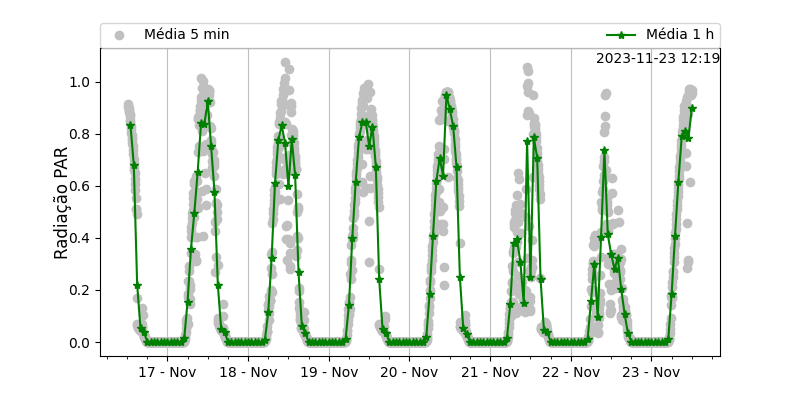 Média 5 min
Média 1 h
2023-11-23 12:19
Radiação PAR
1.0
0.8
0.6
0.4
0.2
0.0
17 - Nov
18 - Nov
19 - Nov
20 - Nov
21 - Nov
22 - Nov
23 - Nov